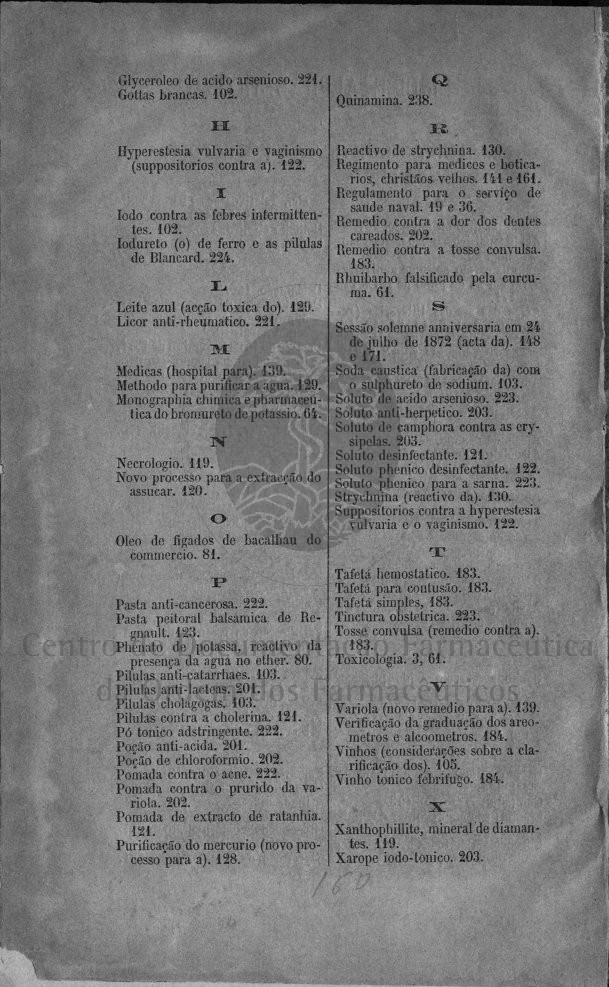 Glyceroleo de acido arsenioso. 221.
Gottas brancas. 102.
H
Hyperestesia vulvaria e vaginismo
(suppositorios contra a). 122.
I
Iodo contra as febres intermitten-
tes. 102.
Iodureto (o) de ferro e as pilulas
de Blancard. 224.
L
Leite azul (acção toxica do). 129.
Licor anti-rheumatico. 221.
M
Medicas (hospital para). 139.
Methodo para purificar a agua. 129.
Monographia chimica e pharmaceu-
tica do bromureto de potassio. 64.
N
Necrologio. 119.
Novo processo para a extracção do
assucar. 120.
O
Oleo de figados de bacalhau do
commercio. 81.
P
Pasta anti-cancerosa. 222.
Pasta peitoral balsamica de Re-
gnault. 123.
Phenato de potassa, reactivo da
presença da agua no ether. 80.
Pilulas anti-catarrhaes. 103.
Pilulas anti-lacteas. 201.
Pilulas cholagogas. 103.
Pilulas contra a cholerina. 121.
Pó tonico adstringente. 222.
Poção anti-acida. 201.
Poção de chloroformio. 202.
Pomada contra o acne. 222.
Pomada contra o prurido da va-
riola. 202.
Pomada de extracto de ratanhia.
121.
Purificação do mercurio (novo pro-
cesso para a). 128.
Q
Quinamina. 238.
R
Reactivo de strychnina. 130.
Regimento para medicos e botica-
rios, christãos velhos. 141 e 161.
Regulamento para o serviço de
saude naval. 19 e 36.
Remedio contra a dor dos dentes
careados. 202.
Remedio contra a tosse convulsa.
183.
Rhuibarbo falsificado pela curcu-
ma. 61.
S
Sessão solemne anniversaria em 24
de julho de 1872 (acta da). 148
e 171.
Soda caustica (fabricação da) com
o sulphureto de sodium. 103.
Soluto de acido arsenioso. 223.
Soluto anti-herpetico. 203.
Soluto de camphora contra as ery-
sipelas. 203.
Soluto desinfectante. 121.
Soluto phenico desinfectante. 122.
Soluto phenico para a sarna. 223.
Strychnina (reactivo da). 130.
Suppositorios contra a hyperestesia
vulvaria e o vaginismo. 122.
T
Tafetá hemostatico. 183.
Tafetá para contusão. 183.
Tafetá simples, 183.
Tinctura obstetrica. 223.
Tosse convulsa (remedio contra a).
183.
Toxicologia. 3, 61.
V
Variola (novo remedio para a). 139.
Verificação da graduação dos areo-
metros e alcoometros. 184.
Vinhos (considerações sobre a cla-
rificação dos). 105.
Vinho tonico febrifugo. 184.
X
Xanthophillite, mineral de diaman-
tes. 119.
Xarope iodo-tonico. 203.
160
Centro de Documentação Farmacêutica
da Ordem dos Farmacêuticos